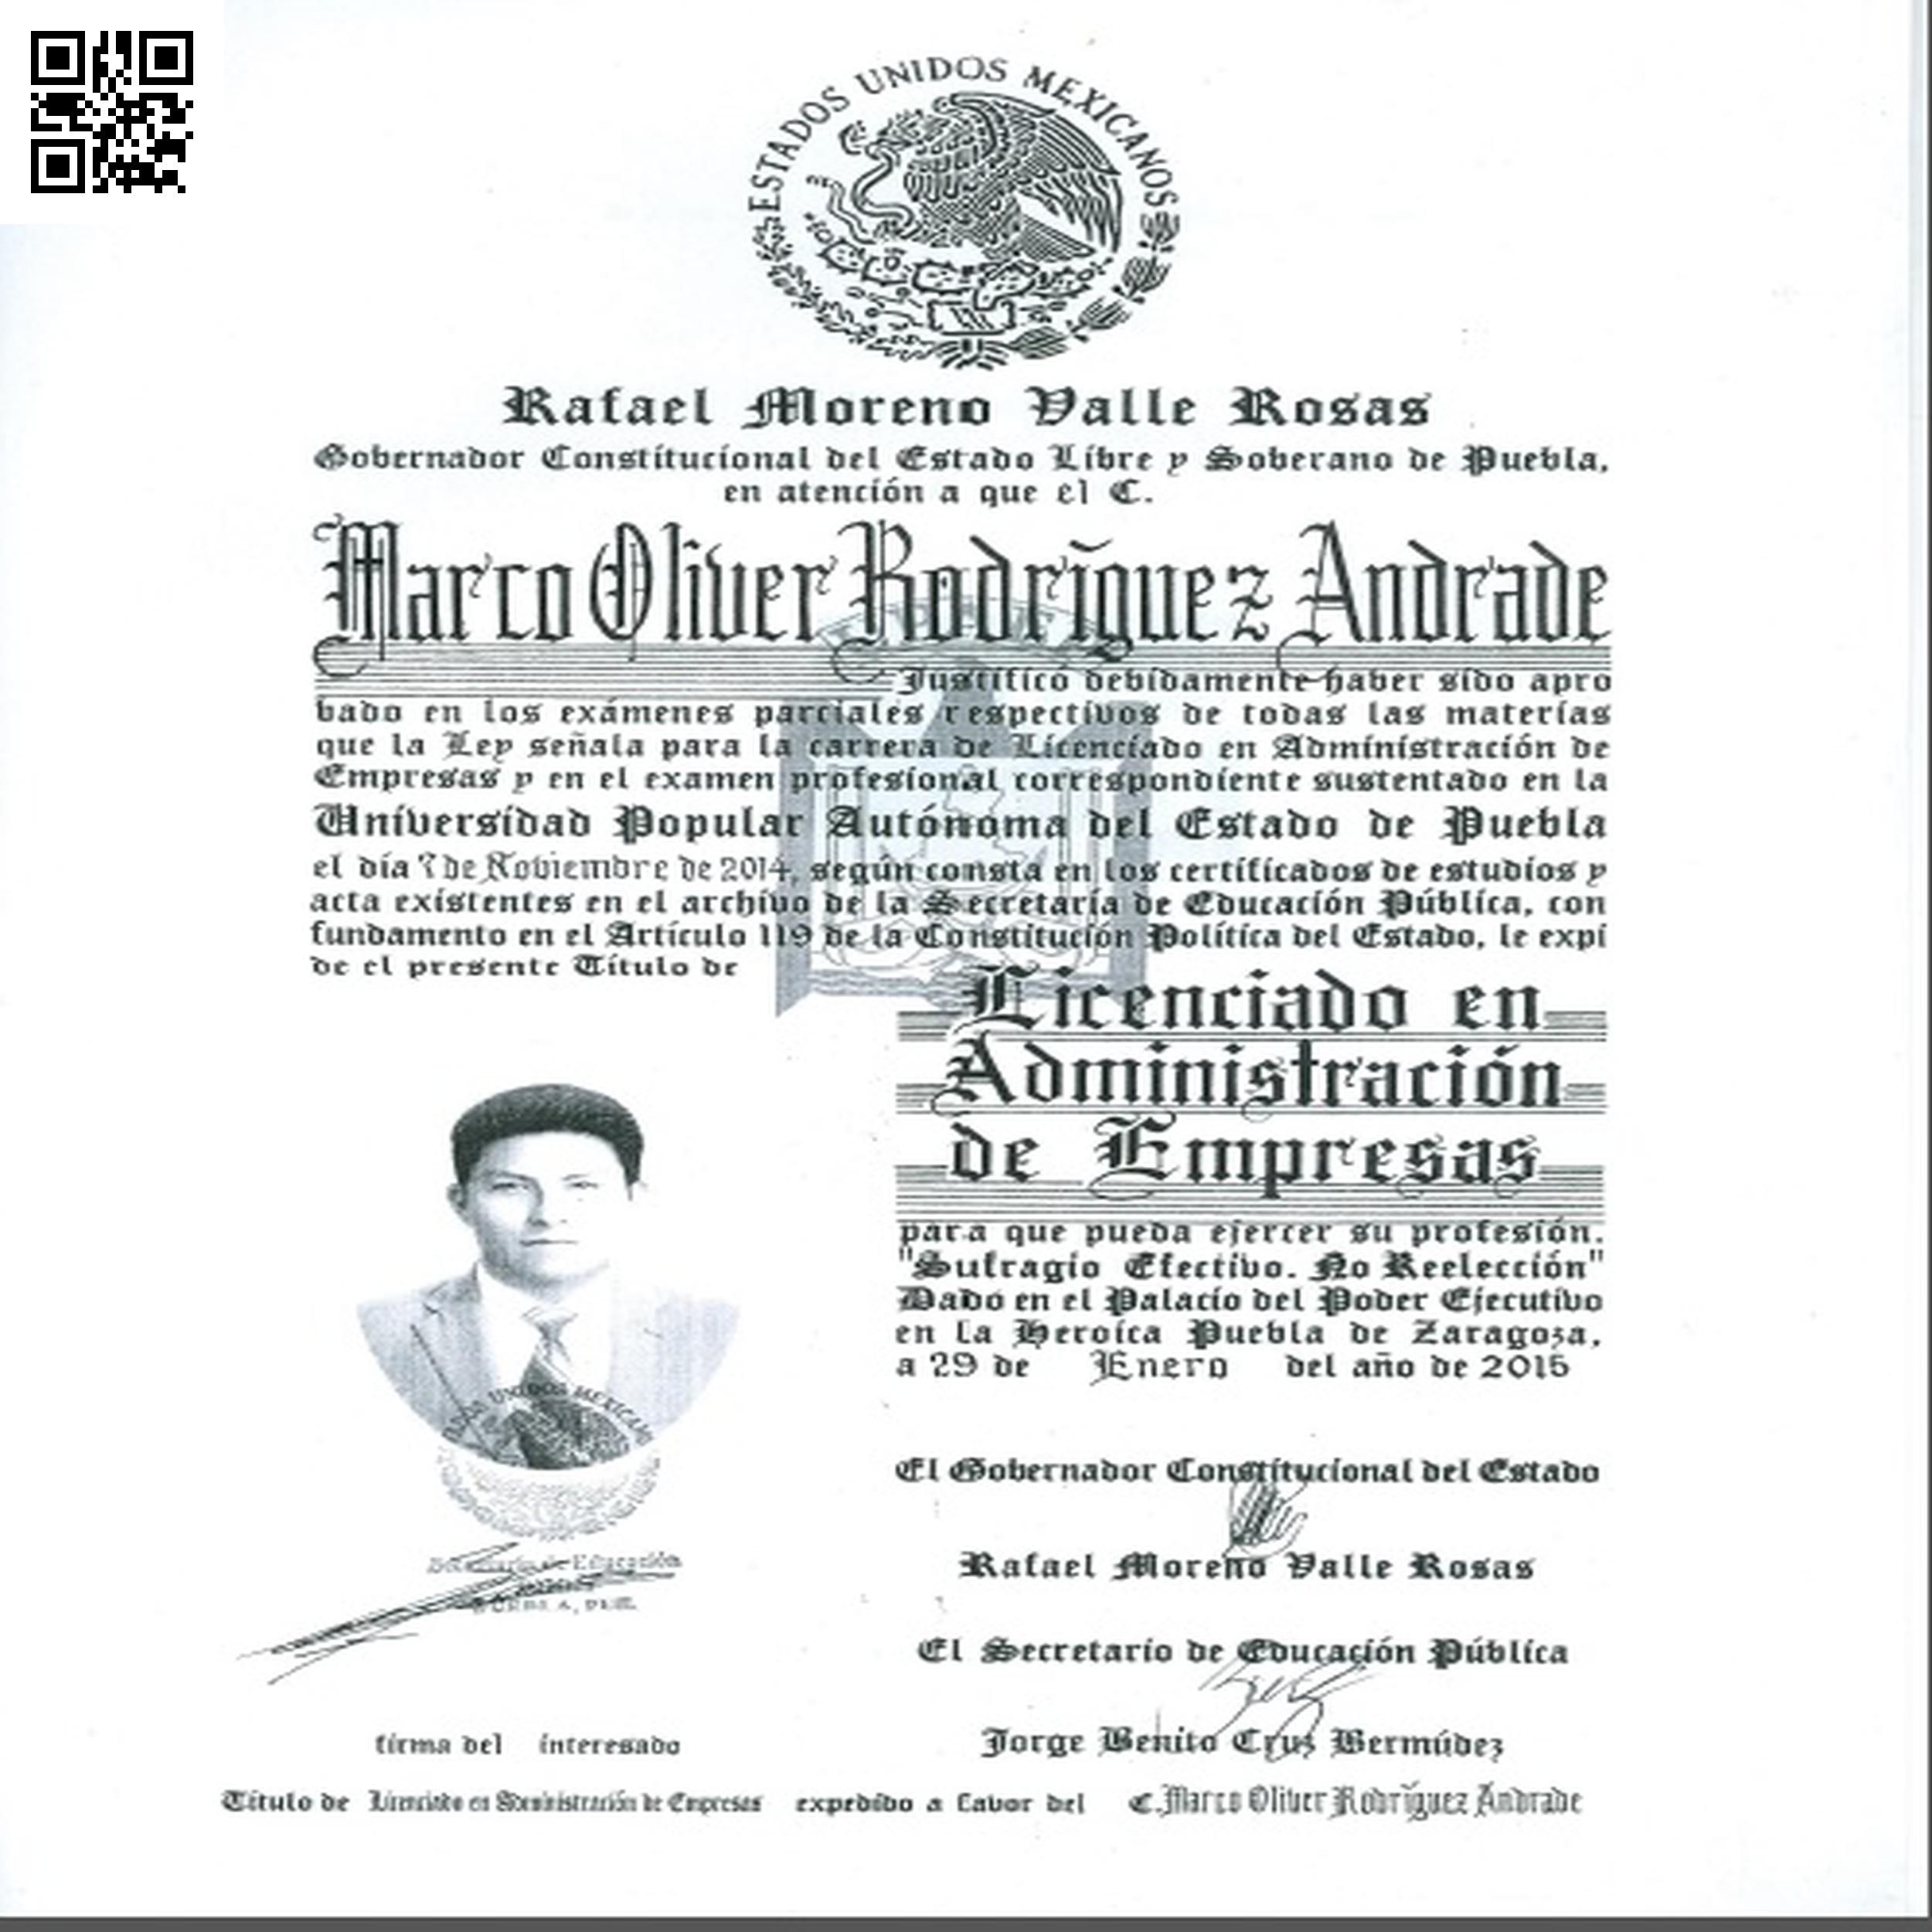 ESTADOS UNIDOS MEXICANOS
Rafael Moreno Valle Rosas
Gobernador Constitucional del Estado Libre y Soberano de Puebla,
en atención a que el C.
Marco Oliver Rodríguez Andrade
Justificó debidamente haber sido apro
bado en los exámenes parciales respectivos de todas las materias
que la Ley señala para la carrera de Licenciado en Administración de
Empresas y en el examen profesional correspondiente sustentado en la
Universidad Popular Autónoma del Estado de Puebla
el día 7 de Noviembre de 2014, según consta en los certificados de estudios y
acta existentes en el archivo de la Secretaría de Educación Pública, con
fundamento en el Artículo 119 de la Constitución Política del Estado, le expi
de el presente Título de
Licenciado en
Administración
de Empresas
para que pueda ejercer su profesión.
"Sufragio Efectivo. No Reelección"
Dado en el Palacio del Poder Ejecutivo
en la Heroica Puebla de Zaragoza,
a 29 de Enero del año de 2015
UNIDOS MEXICANOS
El Gobernador Constitucional del Estado
Rafael Moreno Valle Rosas
Secretaría de Educación
PUEBLA, PUE.
El Secretario de Educación Pública
Jorge Benito Cruz Bermúdez
firma del interesado
Título de Licenciado en Administración de Empresas expedido a favor del C. Marco Oliver Rodríguez Andrade